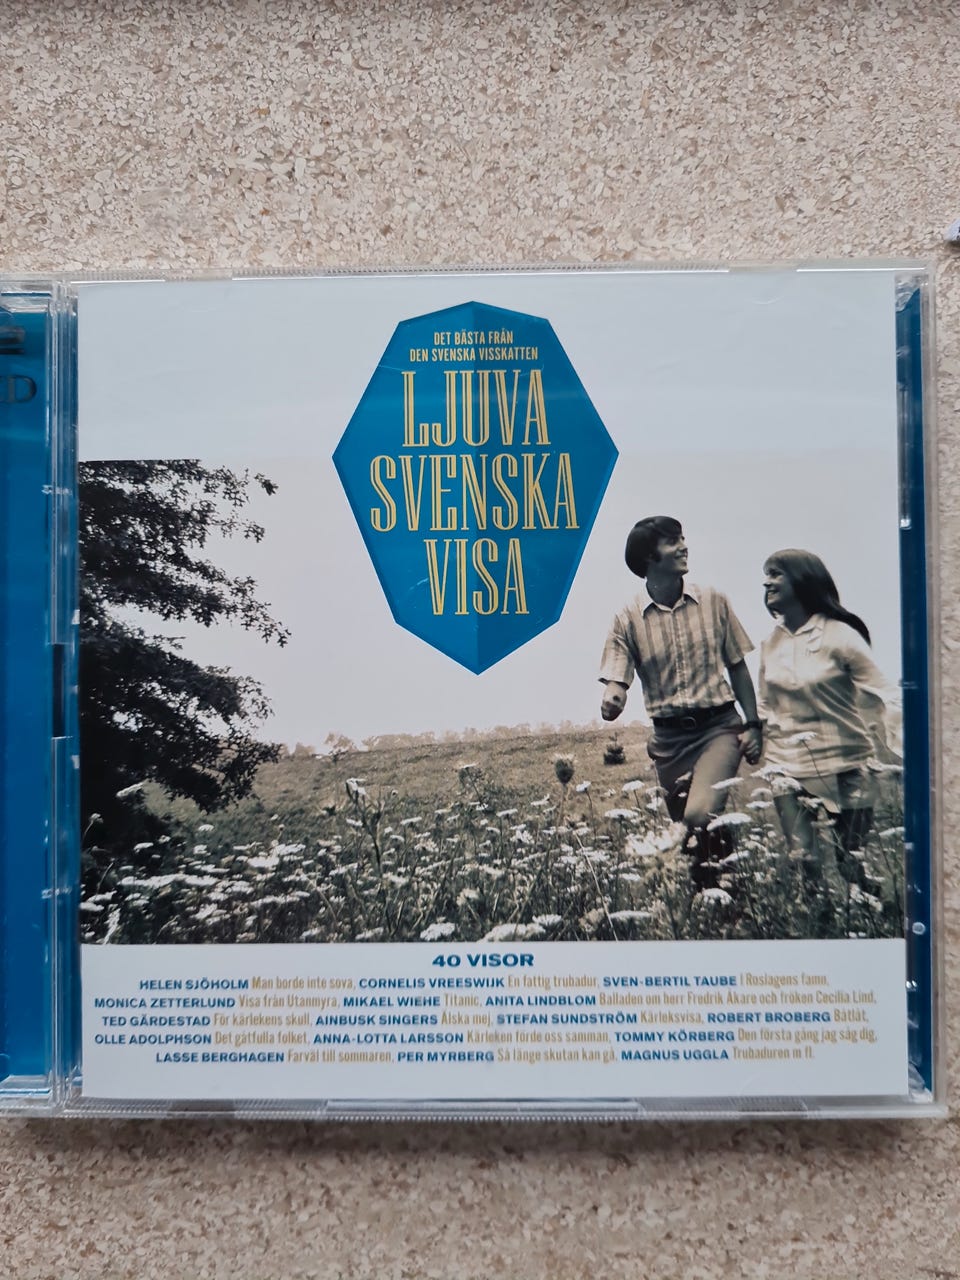 DET BÄSTA FRÅN
DEN SVENSKA VISSKATTEN
LJUVA
SVENSKA
VISA
40 VISOR
HELEN SJÖHOLM Man borde inte sova, CORNELIS VREESWIJK En fattig trubadur, SVEN-BERTIL TAUBE I Roslagens famn,
MONICA ZETTERLUND Visa från Utanmyra, MIKAEL WIEHE Titanic, ANITA LINDBLOM Balladen om herr Fredrik Åkare och fröken Cecilia Lind,
TED GÄRDESTAD För kärlekens skull, AINBUSK SINGERS Älska mej, STEFAN SUNDSTRÖM Kärleksvisa, ROBERT BROBERG Båtlåt,
OLLE ADOLPHSON Det gåtfulla folket, ANNA-LOTTA LARSSON Kärleken förde oss samman, TOMMY KÖRBERG Den första gång jag såg dig,
LASSE BERGHAGEN Farväl till sommaren, PER MYRBERG Så länge skutan kan gå, MAGNUS UGGLA Trubaduren m fl.